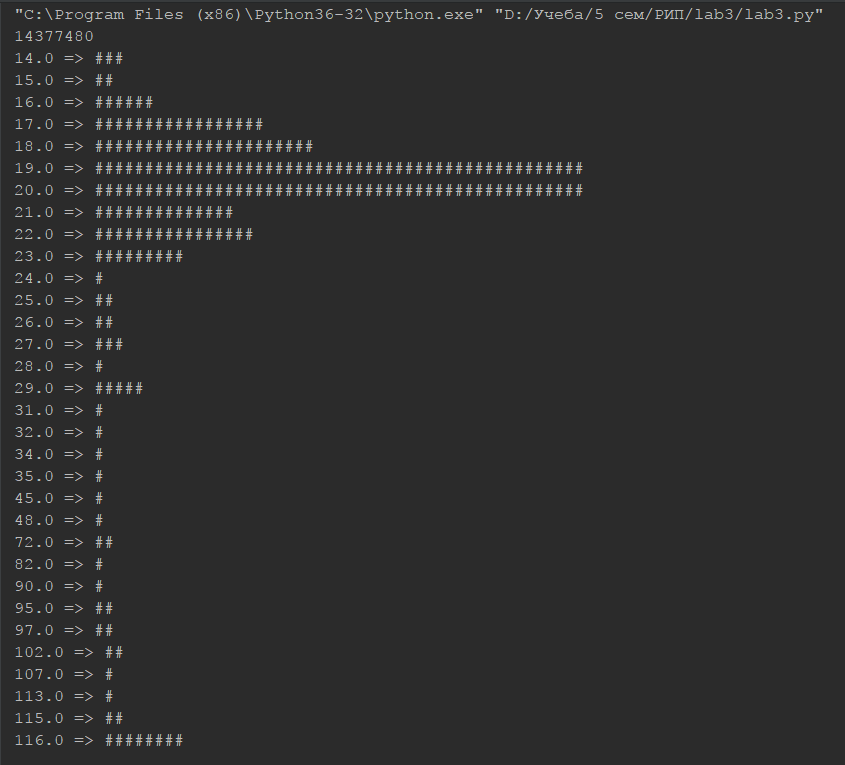 "C:\Program Files (x86)\Python36-32\python.exe" "D:/Учеба/5 сем/РИП/lab3/lab3.py"
14377480
14.0 => ###
15.0 => ##
16.0 => ######
17.0 => #################
18.0 => ######################
19.0 => #################################################
20.0 => #################################################
21.0 => ##############
22.0 => ################
23.0 => #########
24.0 => #
25.0 => ##
26.0 => ##
27.0 => ###
28.0 => #
29.0 => #####
31.0 => #
32.0 => #
34.0 => #
35.0 => #
45.0 => #
48.0 => #
72.0 => ##
82.0 => #
90.0 => #
95.0 => ##
97.0 => ##
102.0 => ##
107.0 => #
113.0 => #
115.0 => ##
116.0 => ########